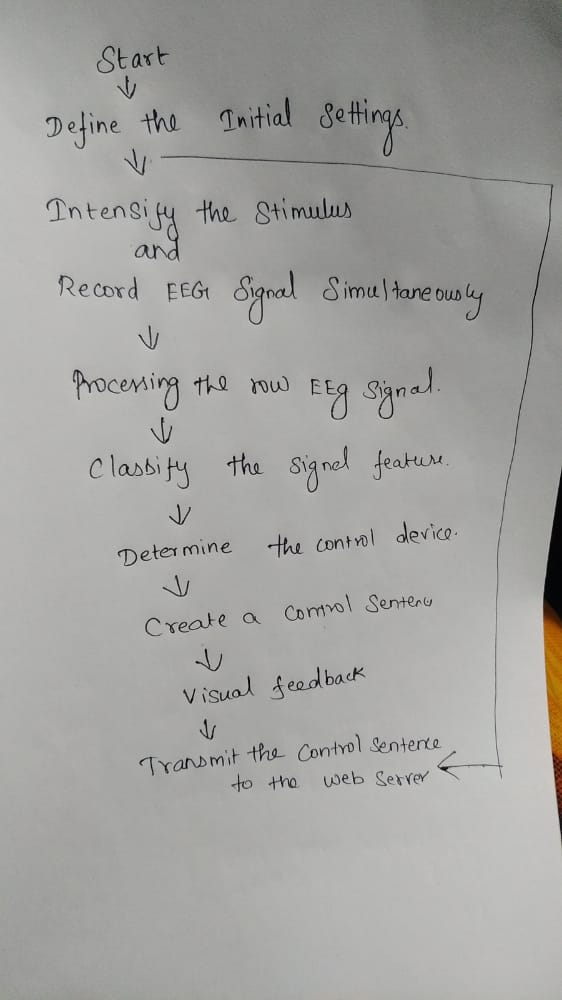 Start
Define the Initial Settings.
Intensify the Stimulus
and
Record EEG Signal Simultaneously
Processing the row EEg Signal.
Classify the Signal feature.
Determine the control device.
Create a Control Sentence
Visual feedback
Transmit the Control Sentence
to the Web Server